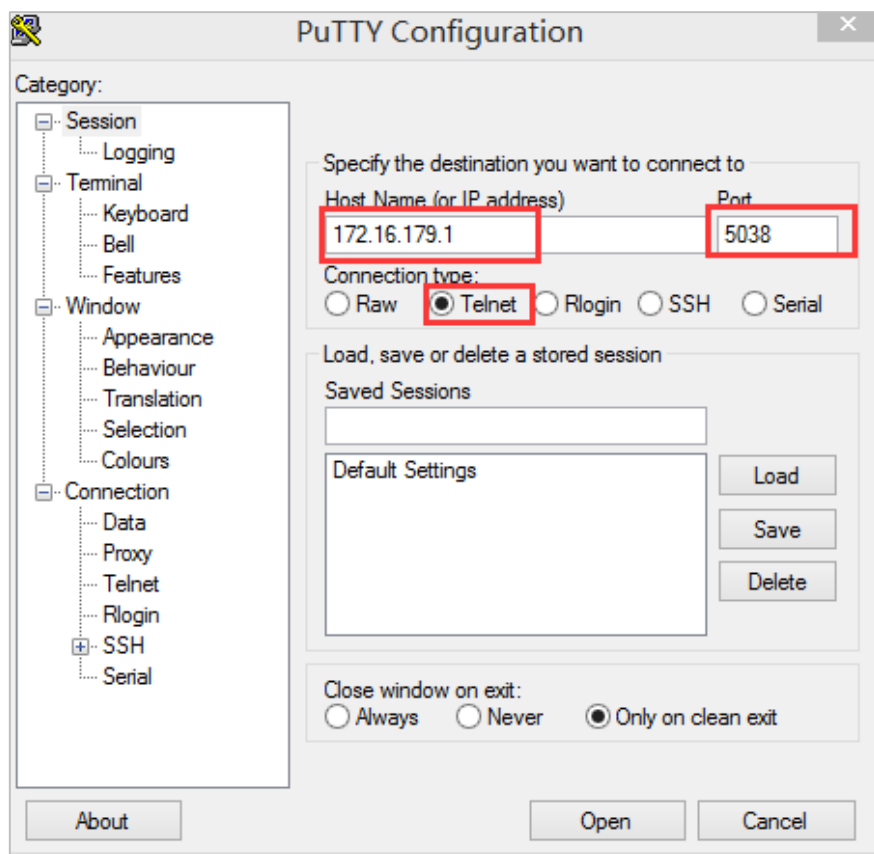 PuTTY Configuration
Category:
Session
Logging
Terminal
Keyboard
Bell
Features
Window
Appearance
Behaviour
Translation
Selection
Colours
Connection
Data
Proxy
Telnet
Rlogin
SSH
Serial
Specify the destination you want to connect to
Host Name (or IP address) Port
172.16.179.1 5038
Connection type:
Raw Telnet Rlogin SSH Serial
Load, save or delete a stored session
Saved Sessions
Default Settings
Load
Save
Delete
Close window on exit:
Always Never Only on clean exit
About Open Cancel